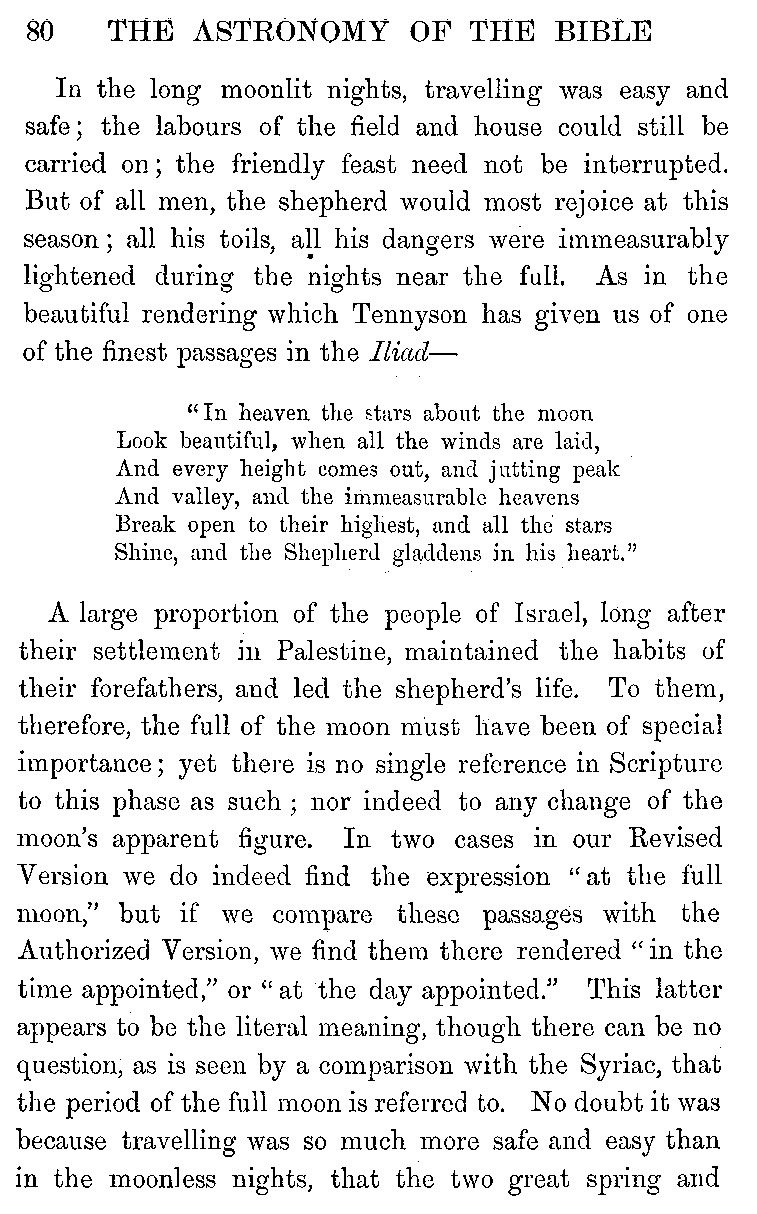 80 THE ASTRONOMY OF THE BIBLE
In the long moonlit nights, travelling was easy and
safe; the labours of the field and house could still be
carried on; the friendly feast need not be interrupted.
But of all men, the shepherd would most rejoice at this
season; all his toils, all his dangers were immeasurably
lightened during the nights near the full. As in the
beautiful rendering which Tennyson has given us of one
of the finest passages in the Iliad—
"In heaven the stars about the moon
Look beautiful, when all the winds are laid,
And every height comes out, and jutting peak
And valley, and the immeasurable heavens
Break open to their highest, and all the stars
Shine, and the Shepherd gladdens in his heart."
A large proportion of the people of Israel, long after
their settlement in Palestine, maintained the habits of
their forefathers, and led the shepherd's life. To them,
therefore, the full of the moon must have been of special
importance; yet there is no single reference in Scripture
to this phase as such; nor indeed to any change of the
moon's apparent figure. In two cases in our Revised
Version we do indeed find the expression "at the full
moon," but if we compare these passages with the
Authorized Version, we find them there rendered "in the
time appointed," or "at the day appointed." This latter
appears to be the literal meaning, though there can be no
question, as is seen by a comparison with the Syriac, that
the period of the full moon is referred to. No doubt it was
because travelling was so much more safe and easy than
in the moonless nights, that the two great spring and